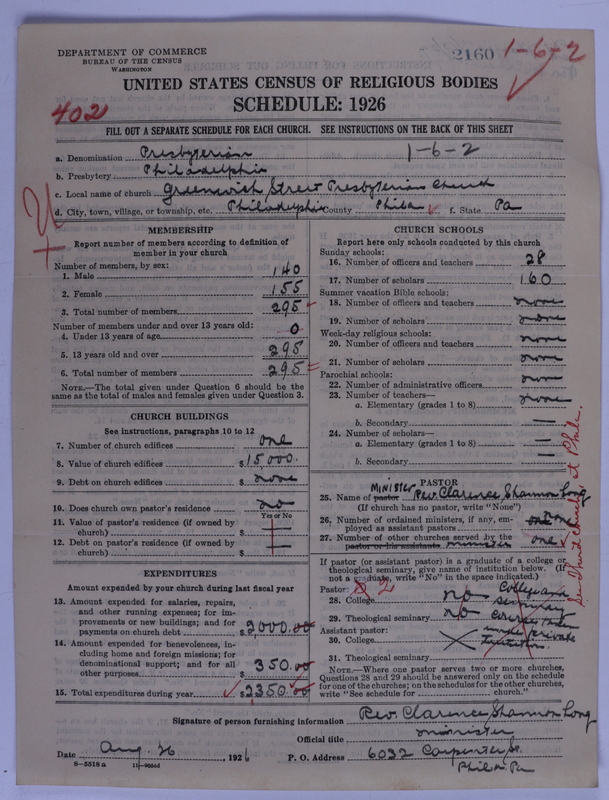 DEPARTMENT OF COMMERCE
BUREAU OF THE CENSUS
WASHINGTON
2160 1-6-2
UNITED STATES CENSUS OF RELIGIOUS BODIES
SCHEDULE: 1926
402
FILL OUT A SEPARATE SCHEDULE FOR EACH CHURCH. SEE INSTRUCTIONS ON THE BACK OF THIS SHEET
a. Denomination Presbyterian 1-6-2
b. Presbytery Philadelphia
c. Local name of church Greenwich Street Presbyterian Church
d. City, town, village, or township, etc. Philadelphia County Phila f. State Pa
MEMBERSHIP
Report number of members according to definition of
member in your church
Number of members, by sex:
1. Male 140
2. Female 155
3. Total number of members 295
Number of members under and over 13 years old:
4. Under 13 years of age 0
5. 13 years old and over 295
6. Total number of members 295
NOTE.—The total given under Question 6 should be
the same as the total of males and females given under Question 3.
CHURCH BUILDINGS
See instructions, paragraphs 10 to 12
7. Number of church edifices one
8. Value of church edifices $15,000.
9. Debt on church edifices $ none
10. Does church own pastor's residence? no
Yes or No
11. Value of pastor's residence (if owned by
church) $
12. Debt on pastor's residence (if owned by
church) $
EXPENDITURES
Amount expended by your church during last fiscal year
13. Amount expended for salaries, repairs,
and other running expenses; for im-
provements or new buildings; and for
payments on church debt $2000.00
14. Amount expended for benevolences, in-
cluding home and foreign missions; for
denominational support; and for all
other purposes $350.00
15. Total expenditures during year $2350.00
CHURCH SCHOOLS
Report here only schools conducted by this church
Sunday schools:
16. Number of officers and teachers 28
17. Number of scholars 160
Summer vacation Bible schools:
18. Number of officers and teachers none
19. Number of scholars none
Week-day religious schools:
20. Number of officers and teachers none
21. Number of scholars none
Parochial schools:
22. Number of administrative officers none
23. Number of teachers—
a. Elementary (grades 1 to 8) none
b. Secondary —
24. Number of scholars—
a. Elementary (grades 1 to 8) —
b. Secondary —
PASTOR
MINISTER
25. Name of pastor Rev. Clarence Shannon Long
(If church has no pastor, write "None")
26. Number of ordained ministers, if any, em-
ployed as assistant pastors one
27. Number of other churches served by the
pastor or his assistants minister one
If pastor (or assistant pastor) is a graduate of a college or
theological seminary, give name of institution below. (If
not a graduate, write "No" in the space indicated.)
Pastor: 2
28. College no
29. Theological seminary no
Assistant pastor:
30. College
31. Theological seminary
NOTE.—Where one pastor serves two or more churches,
Questions 28 and 29 should be answered only on the schedule
for one of the churches; on the schedules for the other churches,
write "See schedule for church."
Signature of person furnishing information Rev. Clarence Shannon Long
Official title minister
Date Aug. 26, 1926 P. O. Address 6032 Carpenter St.
8-5518a Phila Pa